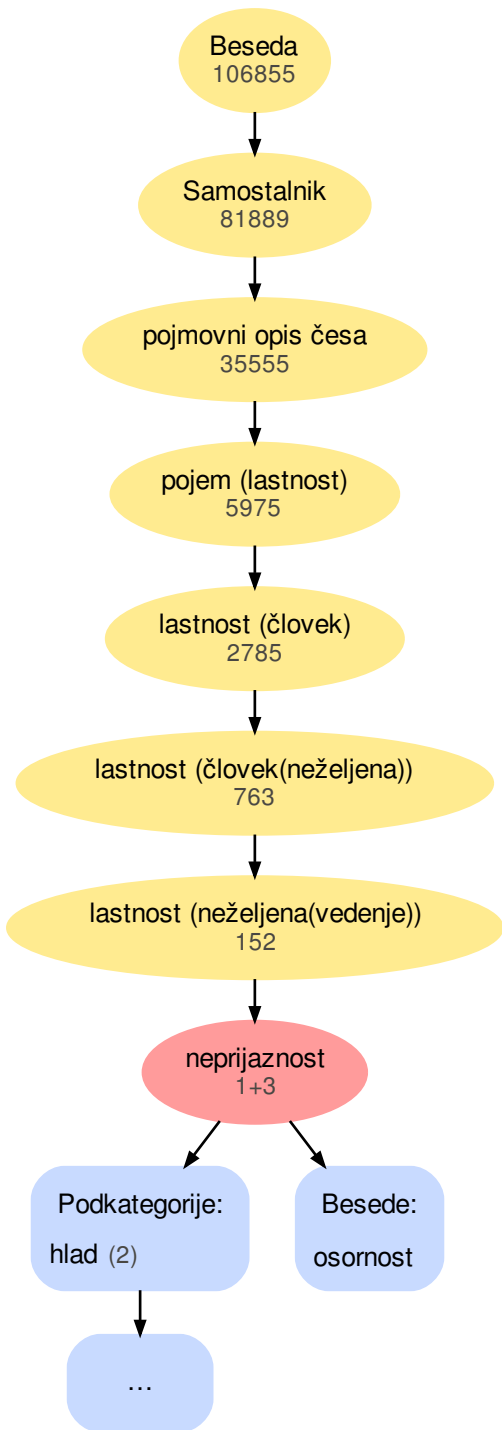 Beseda
106855
Samostalnik
81889
pojmovni opis česa
35555
pojem (lastnost)
5975
lastnost (človek)
2785
lastnost (človek(neželjena))
763
lastnost (neželjena(vedenje))
152
neprijaznost
1+3
Podkategorije:
hlad (2)
Besede:
osornost
…